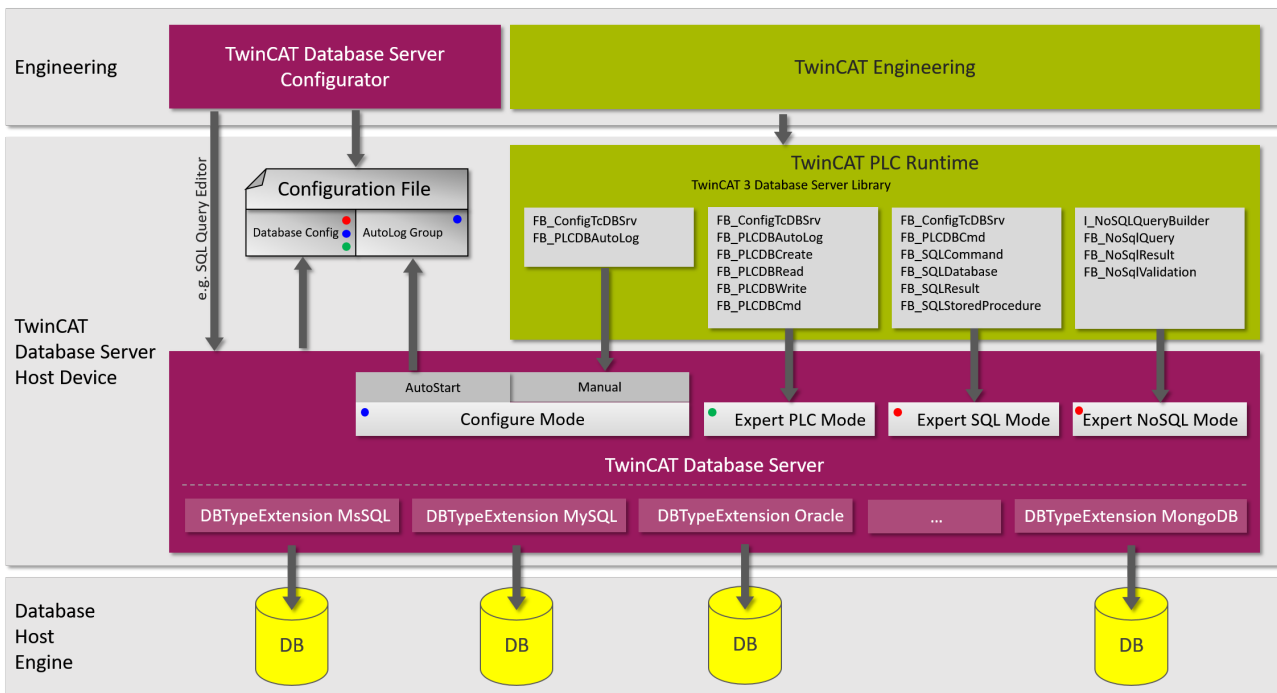 Engineering
TwinCAT Database Server
Configurator
TwinCAT Engineering
e.g. SQL Query Editor
Configuration File
Database Config
AutoLog Group
TwinCAT PLC Runtime
TwinCAT 3 Database Server Library
FB_ConfigTcDBSrv
FB_PLCDBAutoLog
FB_ConfigTcDBSrv
FB_PLCDBAutoLog
FB_PLCDBCreate
FB_PLCDBRead
FB_PLCDBWrite
FB_PLCDBCmd
FB_ConfigTcDBSrv
FB_PLCDBCmd
FB_SQLCommand
FB_SQLDatabase
FB_SQLResult
FB_SQLStoredProcedure
I_NoSQLQueryBuilder
FB_NoSqlQuery
FB_NoSqlResult
FB_NoSqlValidation
TwinCAT
Database Server
Host Device
AutoStart
Manual
Configure Mode
Expert PLC Mode
Expert SQL Mode
Expert NoSQL Mode
TwinCAT Database Server
DBTypeExtension MsSQL
DBTypeExtension MySQL
DBTypeExtension Oracle
...
DBTypeExtension MongoDB
Database
Host
Engine
DB
DB
DB
DB